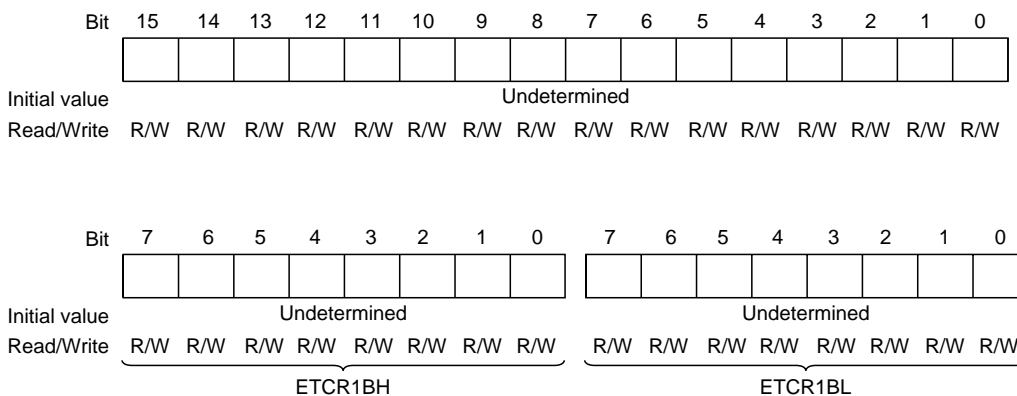 Bit 15 14 13 12 11 10 9 8 7 6 5 4 3 2 1 0
Initial value Undetermined
Read/Write R/W R/W R/W R/W R/W R/W R/W R/W R/W R/W R/W R/W R/W R/W R/W R/W
Bit 7 6 5 4 3 2 1 0 7 6 5 4 3 2 1 0
Initial value Undetermined Undetermined
Read/Write R/W R/W R/W R/W R/W R/W R/W R/W R/W R/W R/W R/W R/W R/W R/W R/W
ETCR1BH ETCR1BL